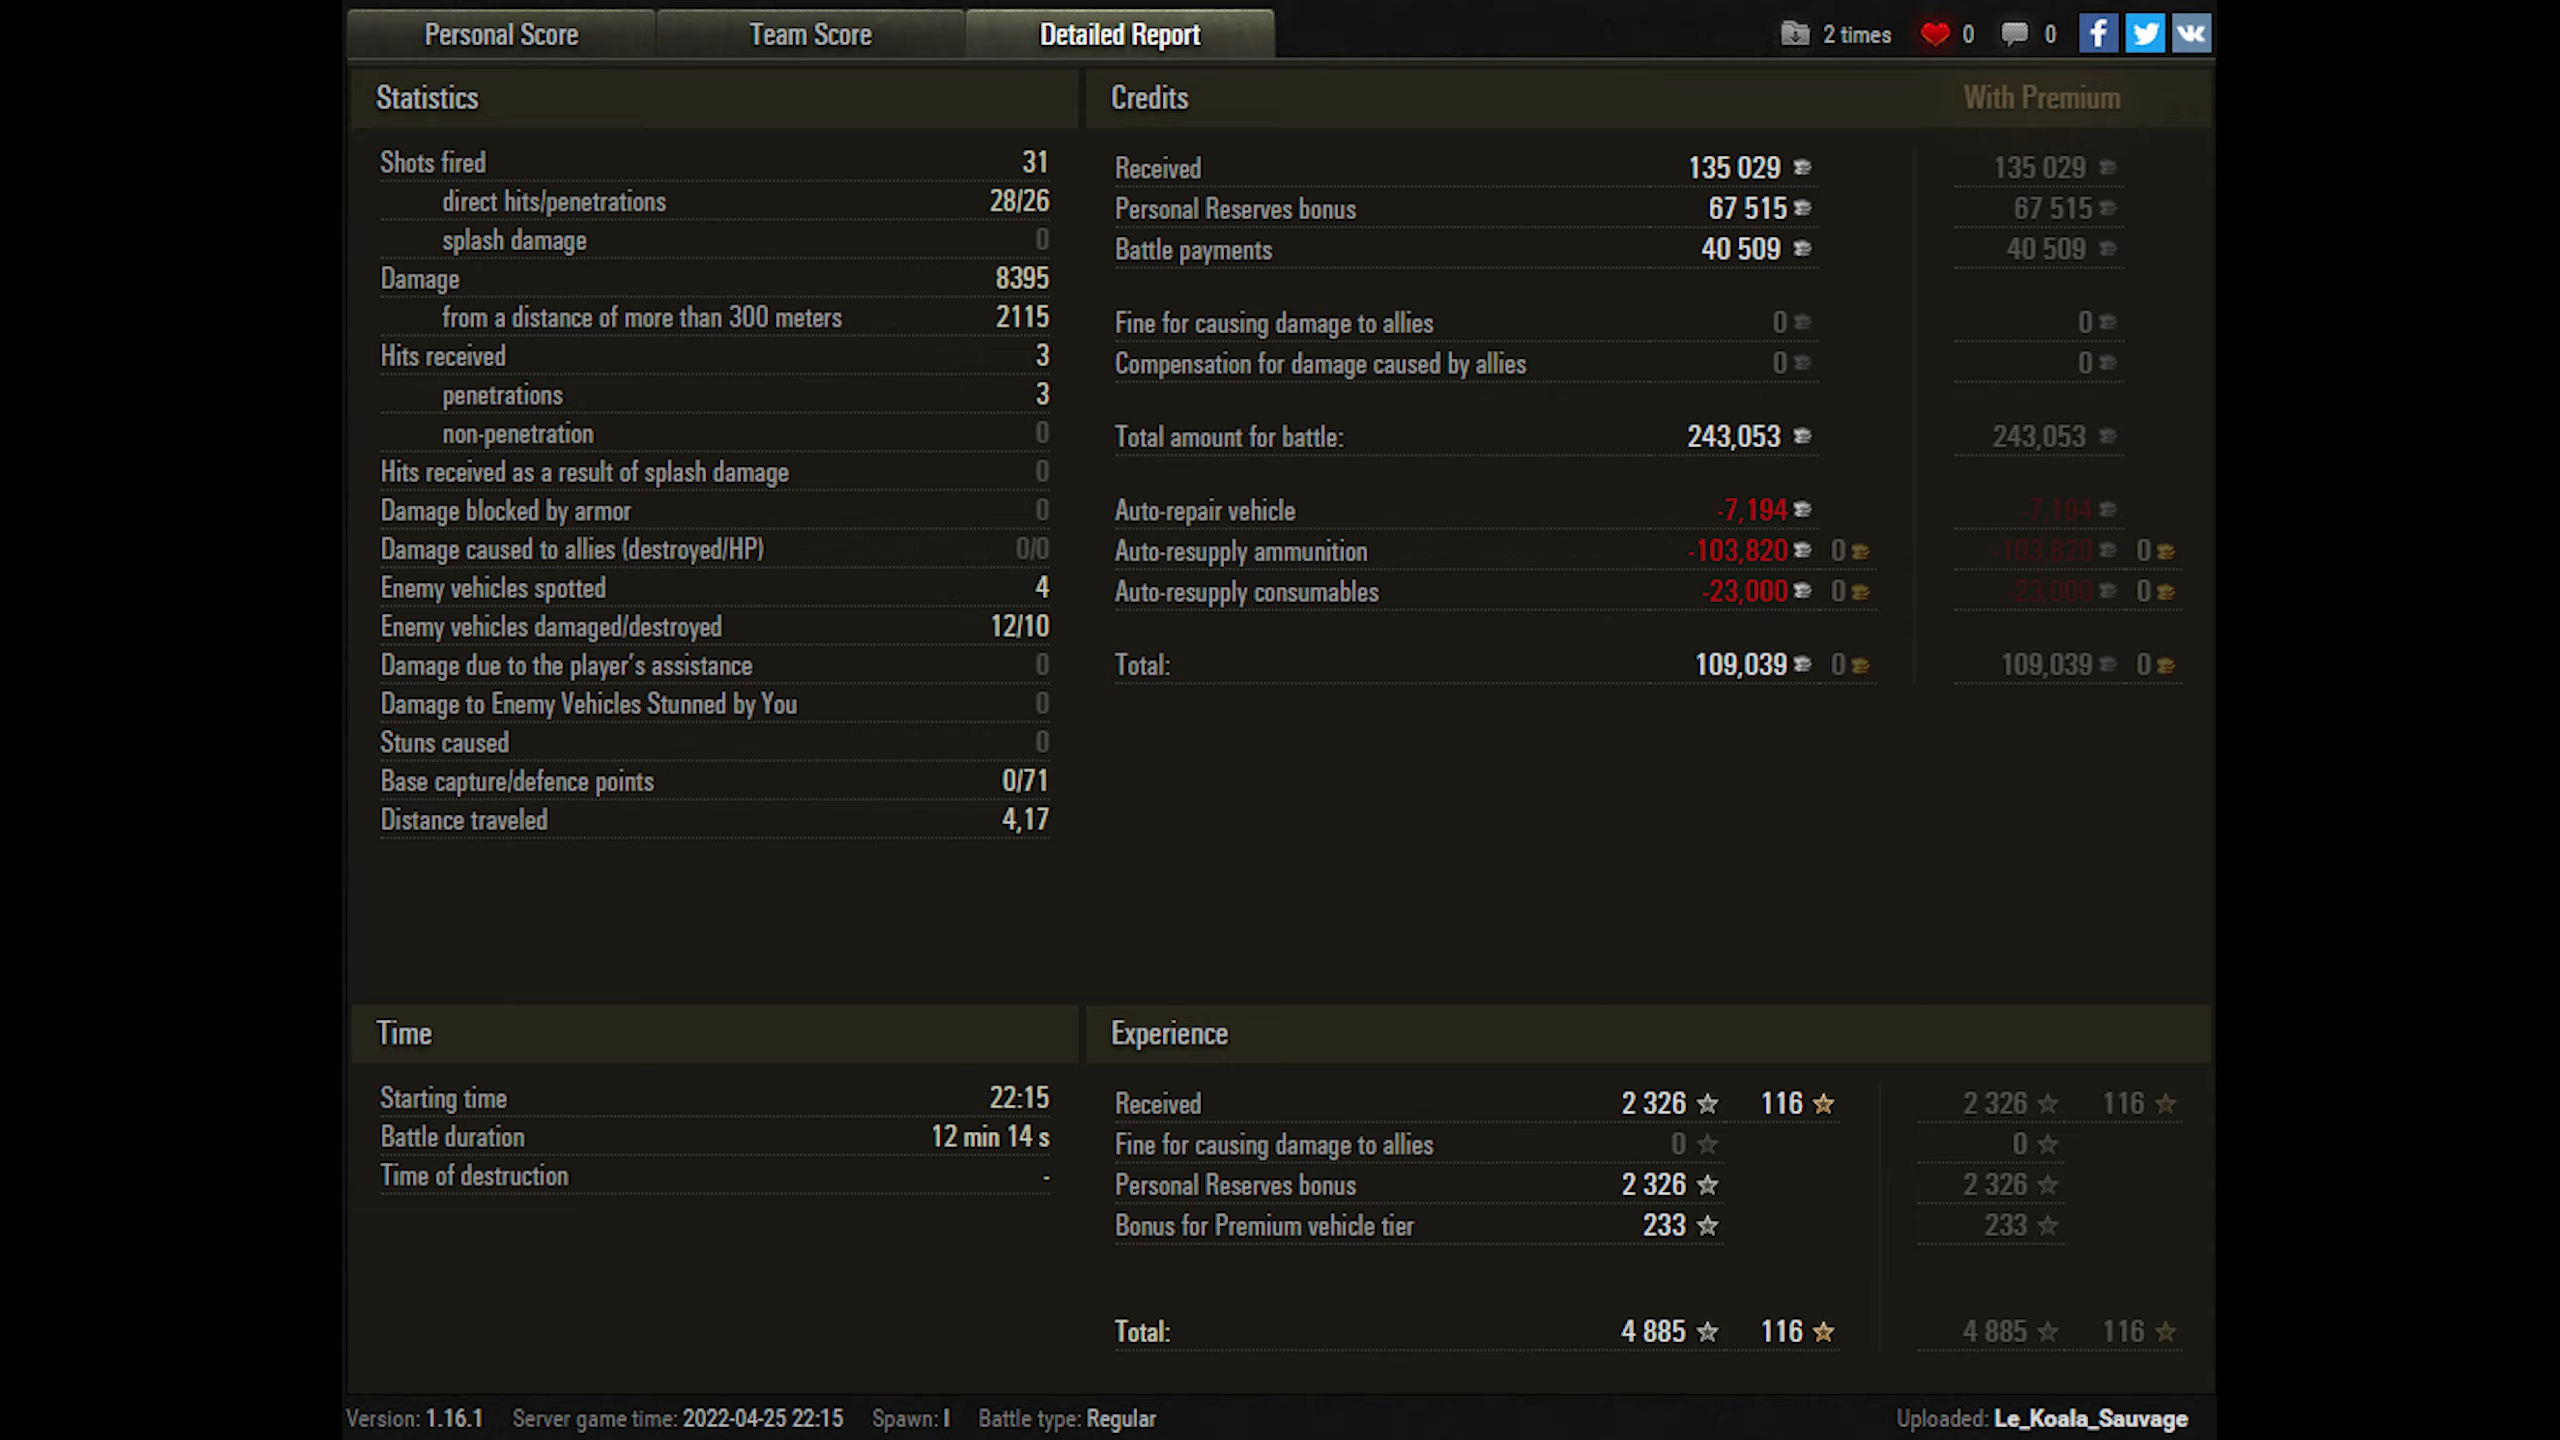 Personal Score Team Score Detailed Report 2 times 0 0
Statistics
Shots fired 31
direct hits/penetrations 28/26
splash damage 0
Damage 8395
from a distance of more than 300 meters 2115
Hits received 3
penetrations 3
non-penetration 0
Hits received as a result of splash damage 0
Damage blocked by armor 0
Damage caused to allies (destroyed/HP) 0/0
Enemy vehicles spotted 4
Enemy vehicles damaged/destroyed 12/10
Damage due to the player's assistance 0
Damage to Enemy Vehicles Stunned by You 0
Stuns caused 0
Base capture/defence points 0/71
Distance traveled 4,17
Credits With Premium
Received 135 029 135 029
Personal Reserves bonus 67 515 67 515
Battle payments 40 509 40 509
Fine for causing damage to allies 0 0
Compensation for damage caused by allies 0 0
Total amount for battle: 243,053 243,053
Auto-repair vehicle -7,194 -7,194
Auto-resupply ammunition -103,820 0 -103,820 0
Auto-resupply consumables -23,000 0 -23,000 0
Total: 109,039 0 109,039 0
Time
Starting time 22:15
Battle duration 12 min 14 s
Time of destruction -
Experience
Received 2 326 116 2 326 116
Fine for causing damage to allies 0 0
Personal Reserves bonus 2 326 2 326
Bonus for Premium vehicle tier 233 233
Total: 4 885 116 4 885 116
Version: 1.16.1 Server game time: 2022-04-25 22:15 Spawn: I Battle type: Regular Uploaded: Le_Koala_Sauvage